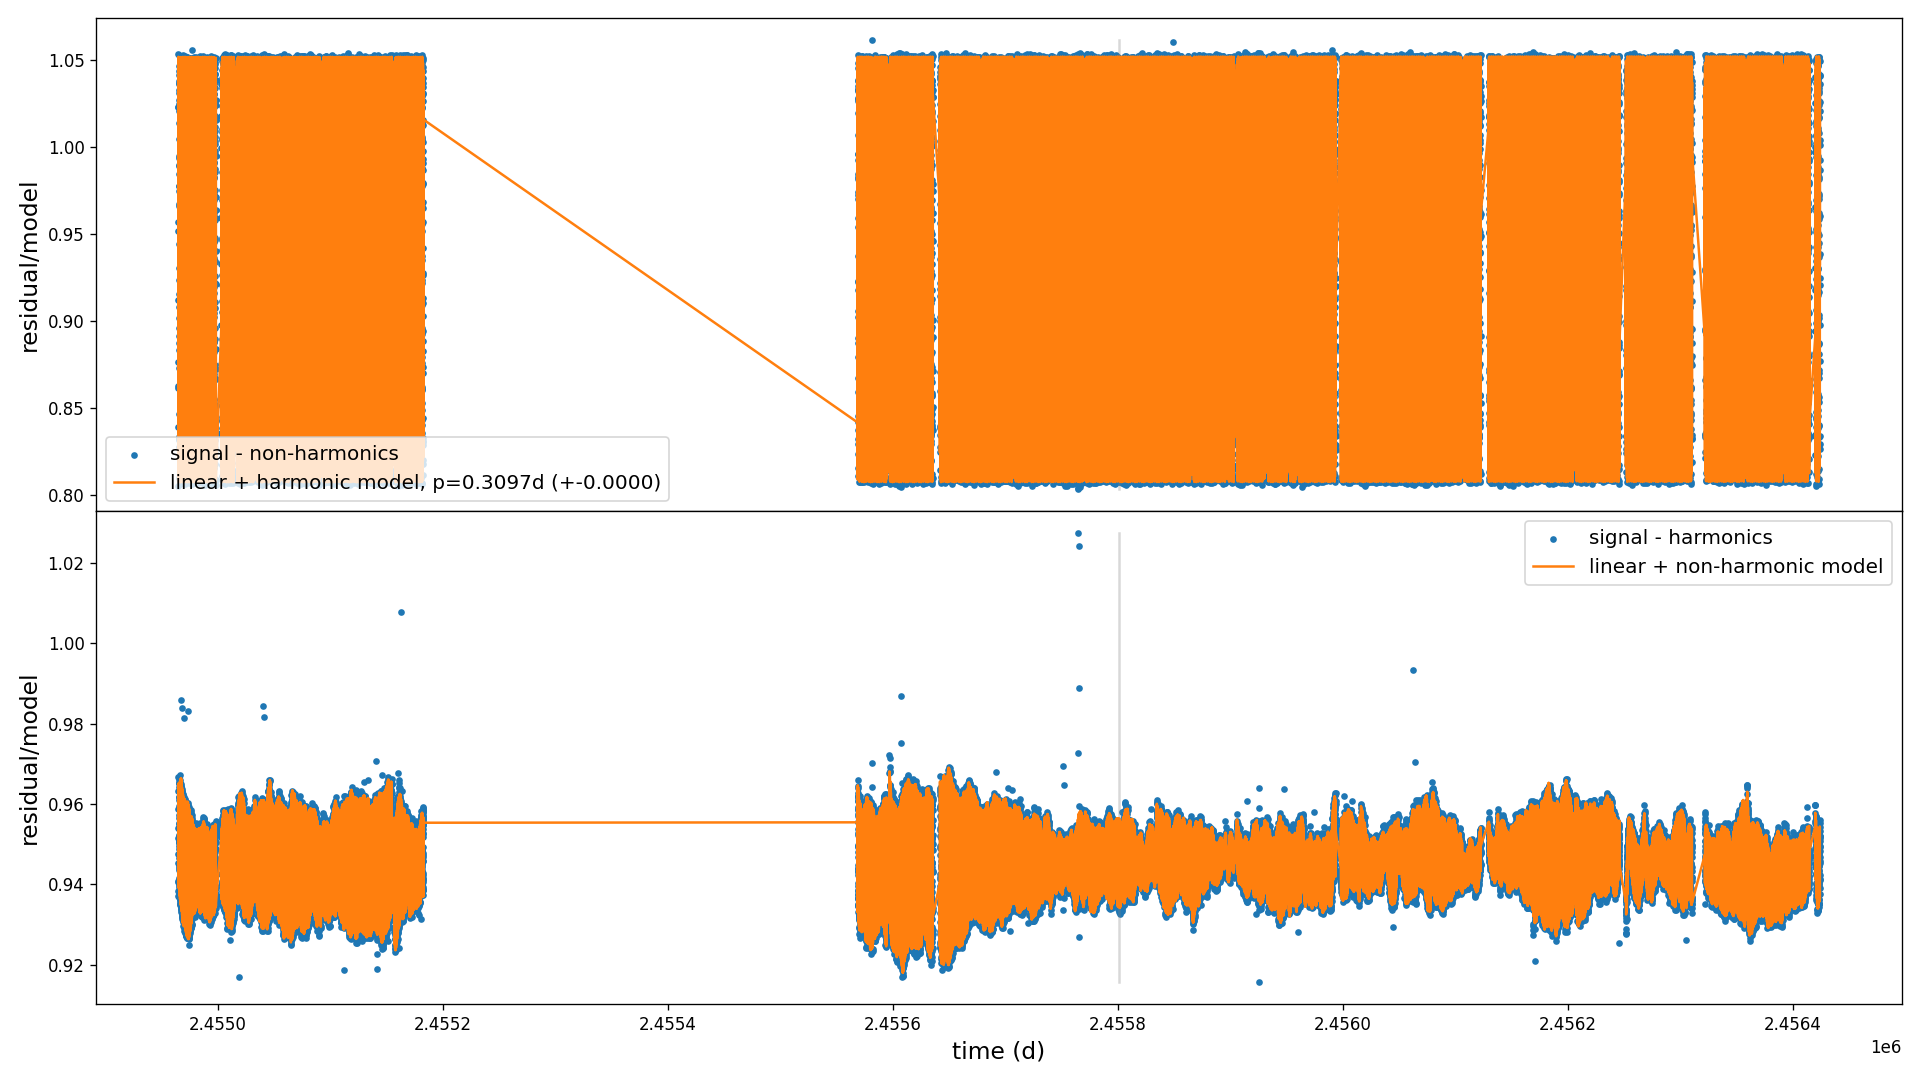 1.05
1.00
0.95
0.90
0.85
0.80
residual/model
signal - non-harmonics
linear + harmonic model, p=0.3097d (+-0.0000)
1.02
1.00
0.98
0.96
0.94
0.92
residual/model
signal - harmonics
linear + non-harmonic model
2.4550
2.4552
2.4554
2.4556
2.4558
2.4560
2.4562
2.4564
time (d)
1e6